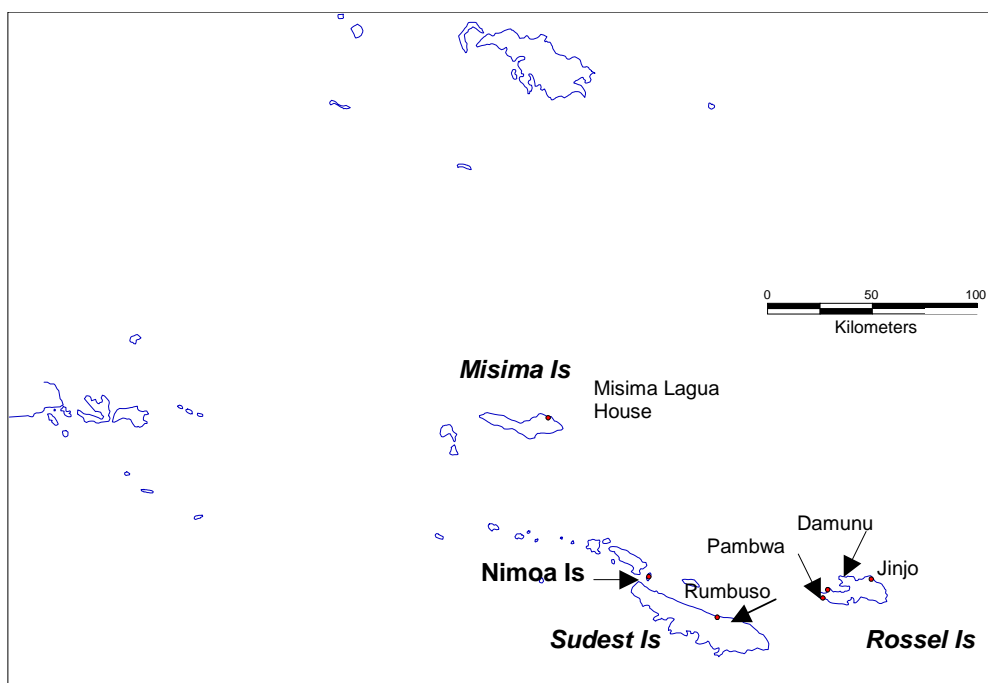 0 50 100
Kilometers
Misima Is
Misima Lagua
House
Damunu
Pambwa
Jinjo
Nimoa Is
Rumbuso
Sudest Is
Rossel Is